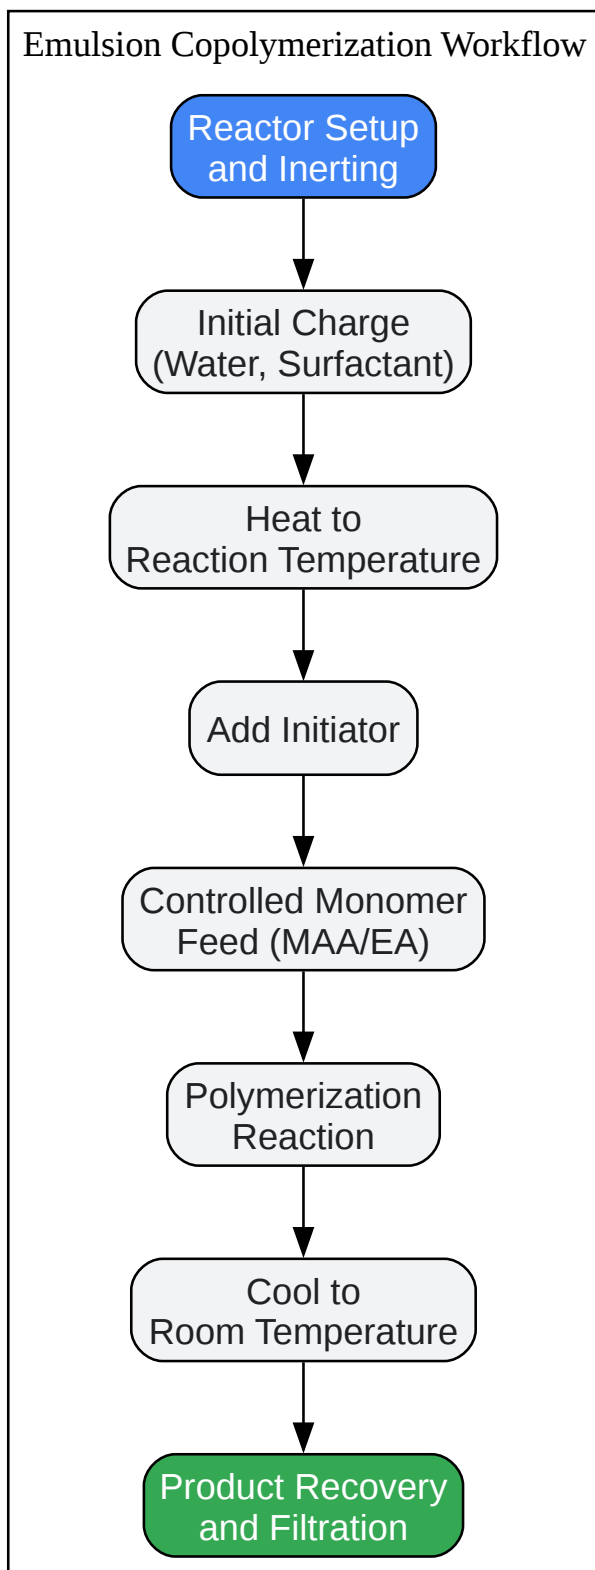 Emulsion Copolymerization Workflow
Reactor Setup
and Inerting
Initial Charge
(Water, Surfactant)
Heat to
Reaction Temperature
Add Initiator
Controlled Monomer
Feed (MAA/EA)
Polymerization
Reaction
Cool to
Room Temperature
Product Recovery
and Filtration